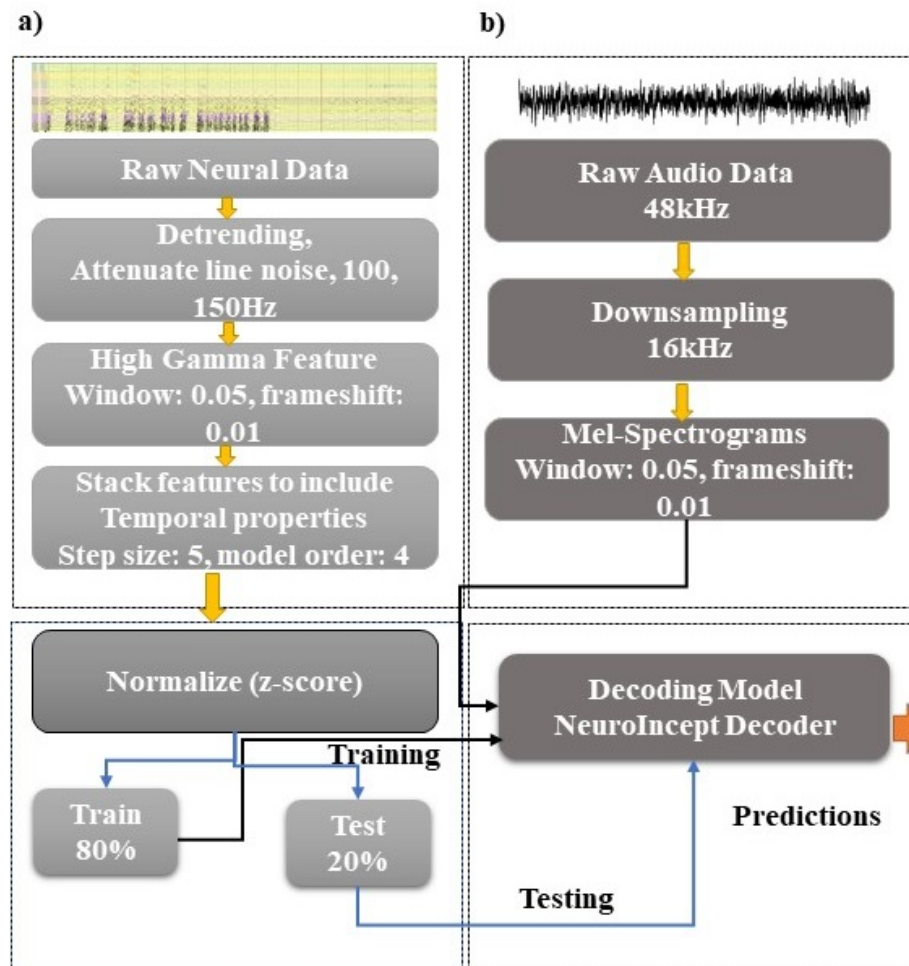 a)
Raw Neural Data
Detrending,
Attenuate line noise, 100,
150Hz
High Gamma Feature
Window: 0.05, frameshift:
0.01
Stack features to include
Temporal properties
Step size: 5, model order: 4
Normalize (z-score)
Train
80%
Test
20%
b)
Raw Audio Data
48kHz
Downsampling
16kHz
Mel-Spectrograms
Window: 0.05, frameshift:
0.01
Decoding Model
NeuroIncept Decoder
Training
Predictions
Testing